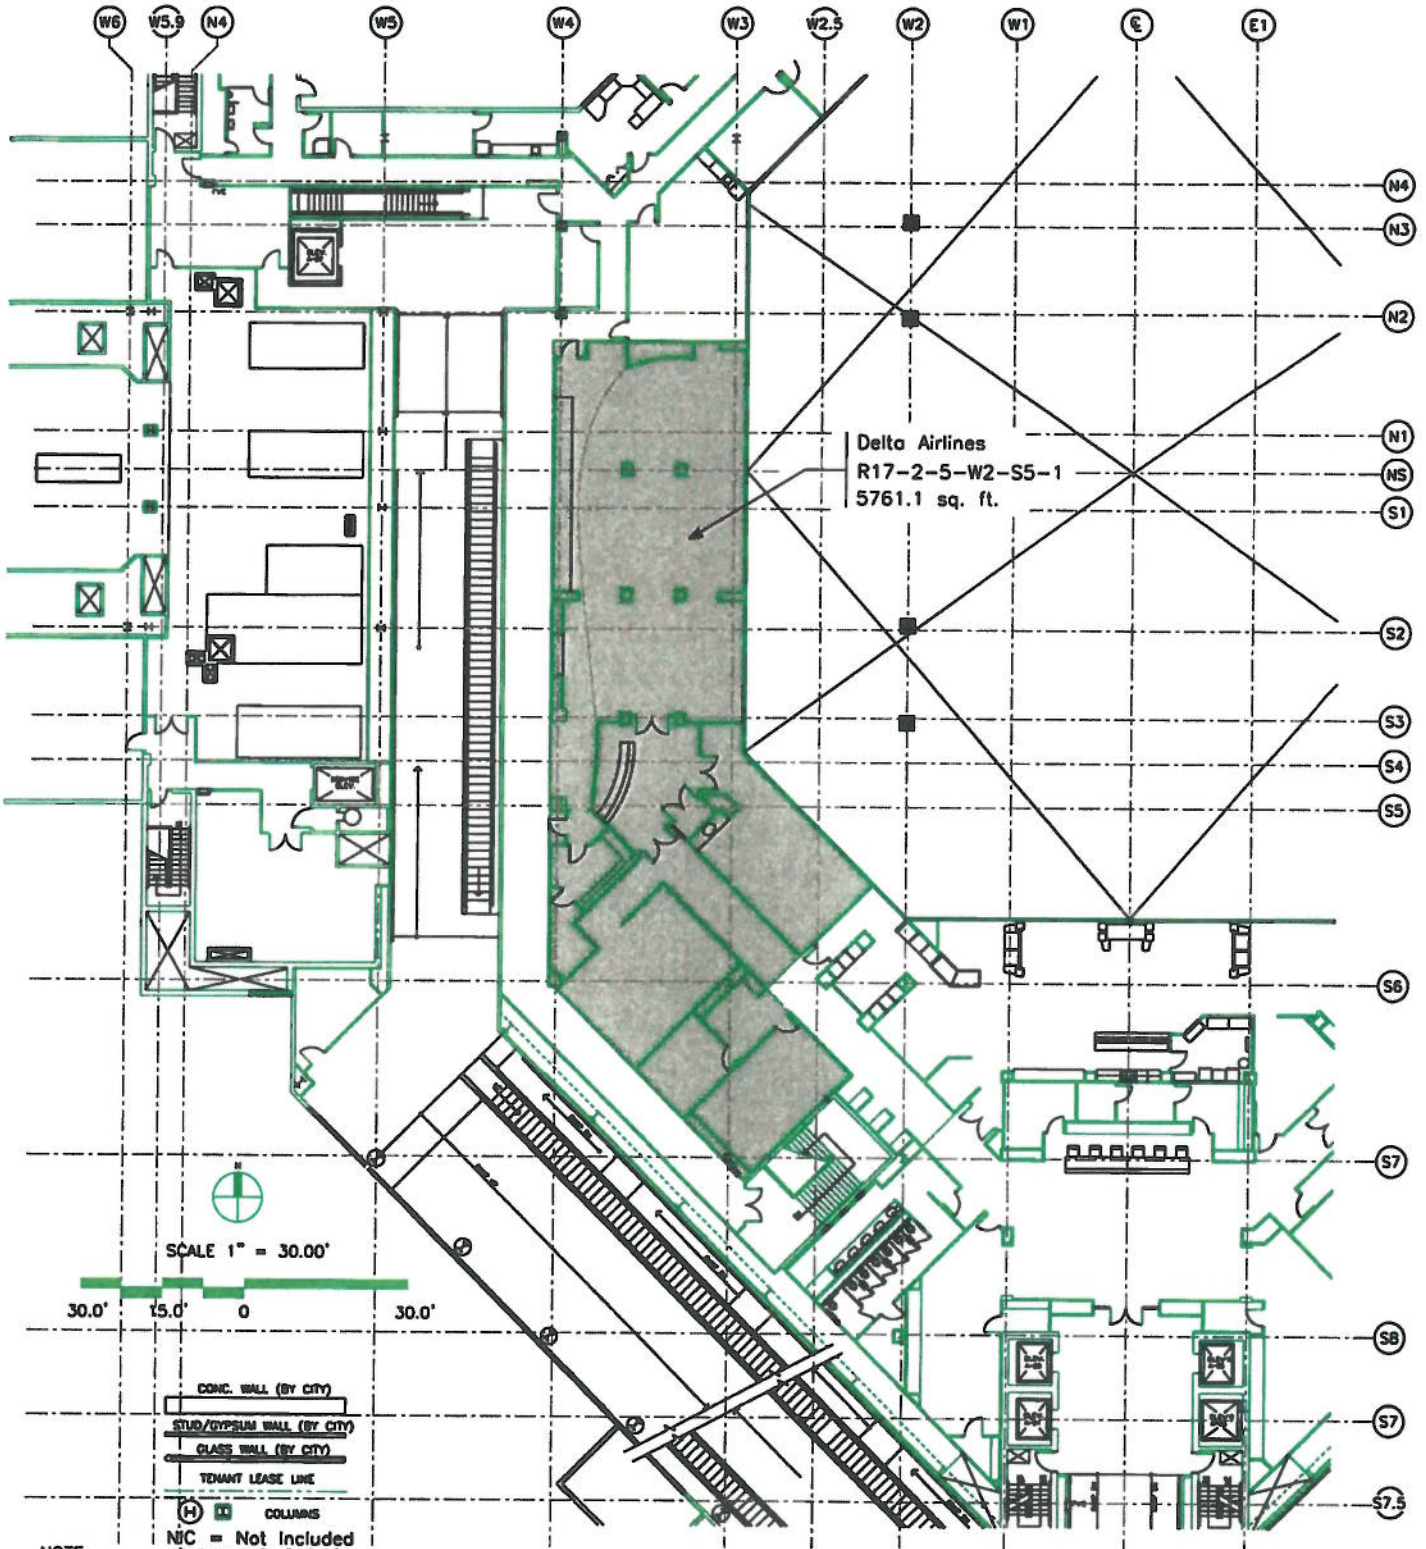 W6 W5.9 N4 W5 W4 W3 W2.5 W2 W1 ℄ E1
N4
N3
N2
N1
Delta Airlines
R17-2-5-W2-S5-1
5761.1 sq. ft.
NS
S1
S2
S3
S4
S5
S6
S7
N
SCALE 1" = 30.00'
30.0' 15.0' 0 30.0'
S8
CONC. WALL (BY CITY)
STUD/GYPSUM WALL (BY CITY)
GLASS WALL (BY CITY)
S7
TENANT LEASE LINE
H COLUMNS
S7.5
NIC = Not Included
NOTE